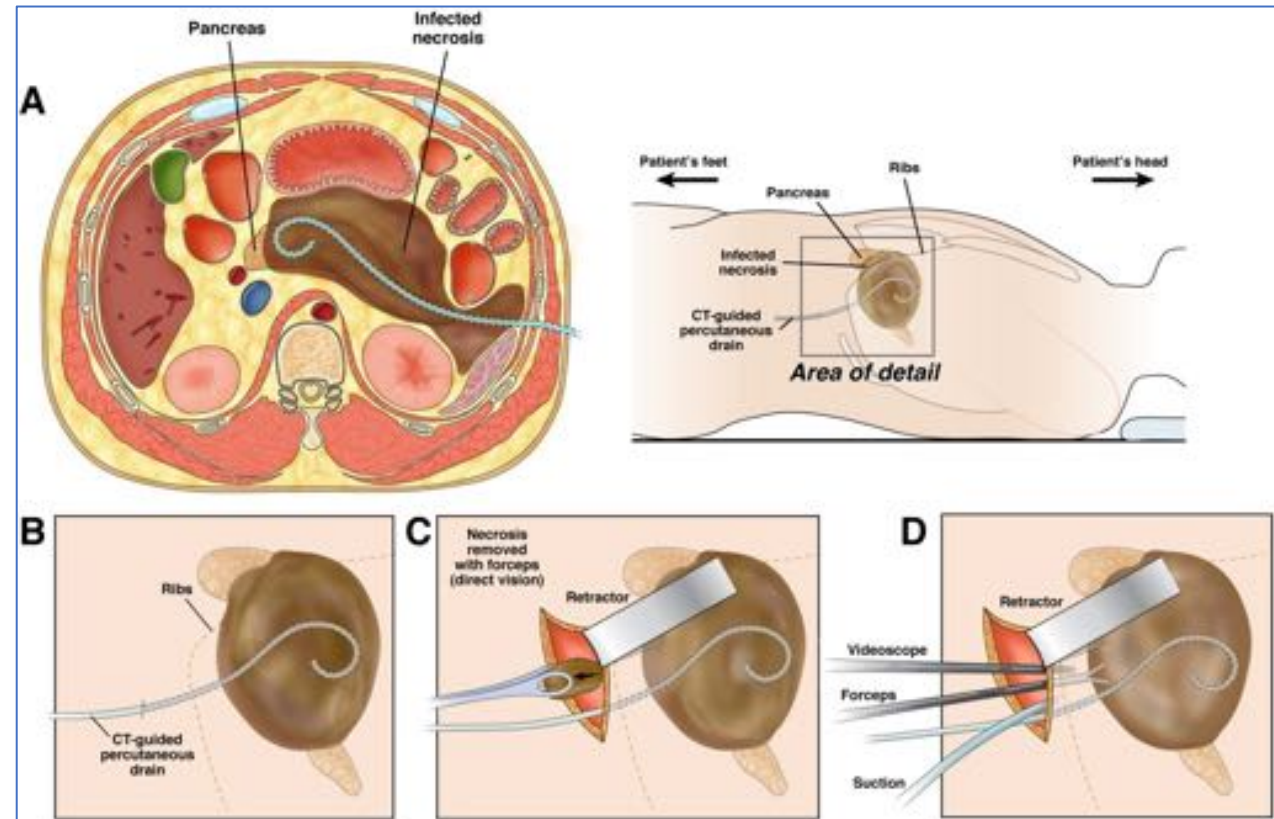 Pancreas
Infected
necrosis
A
Patient's feet
Patient's head
Ribs
Pancreas
Infected
necrosis
CT-guided
percutaneous
drain
Area of detail
B
Ribs
CT-guided
percutaneous
drain
C
Necrosis
removed
with forceps
(direct vision)
Retractor
D
Retractor
Videoscope
Forceps
Suction